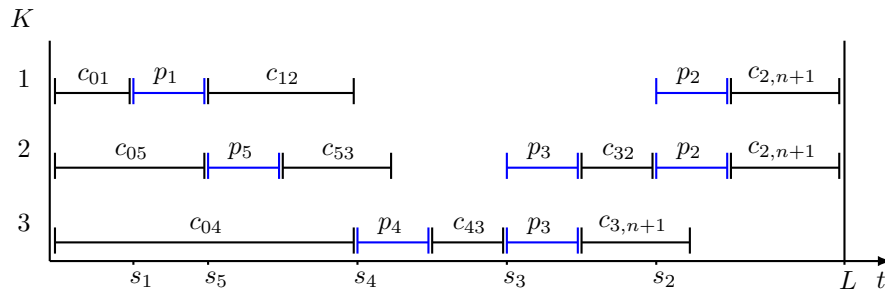 K
1 c₀₁ p₁ c₁₂ p₂ c₂,ₙ₊₁
2 c₀₅ p₅ c₅₃ p₃ c₃₂ p₂ c₂,ₙ₊₁
3 c₀₄ p₄ c₄₃ p₃ c₃,ₙ₊₁
s₁ s₅ s₄ s₃ s₂ L t